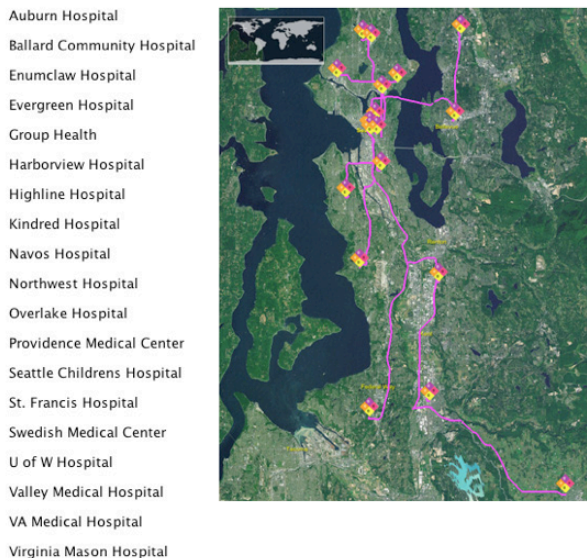 Auburn Hospital
Ballard Community Hospital
Enumclaw Hospital
Evergreen Hospital
Group Health
Harborview Hospital
Highline Hospital
Kindred Hospital
Navos Hospital
Northwest Hospital
Overlake Hospital
Providence Medical Center
Seattle Childrens Hospital
St. Francis Hospital
Swedish Medical Center
U of W Hospital
Valley Medical Hospital
VA Medical Hospital
Virginia Mason Hospital